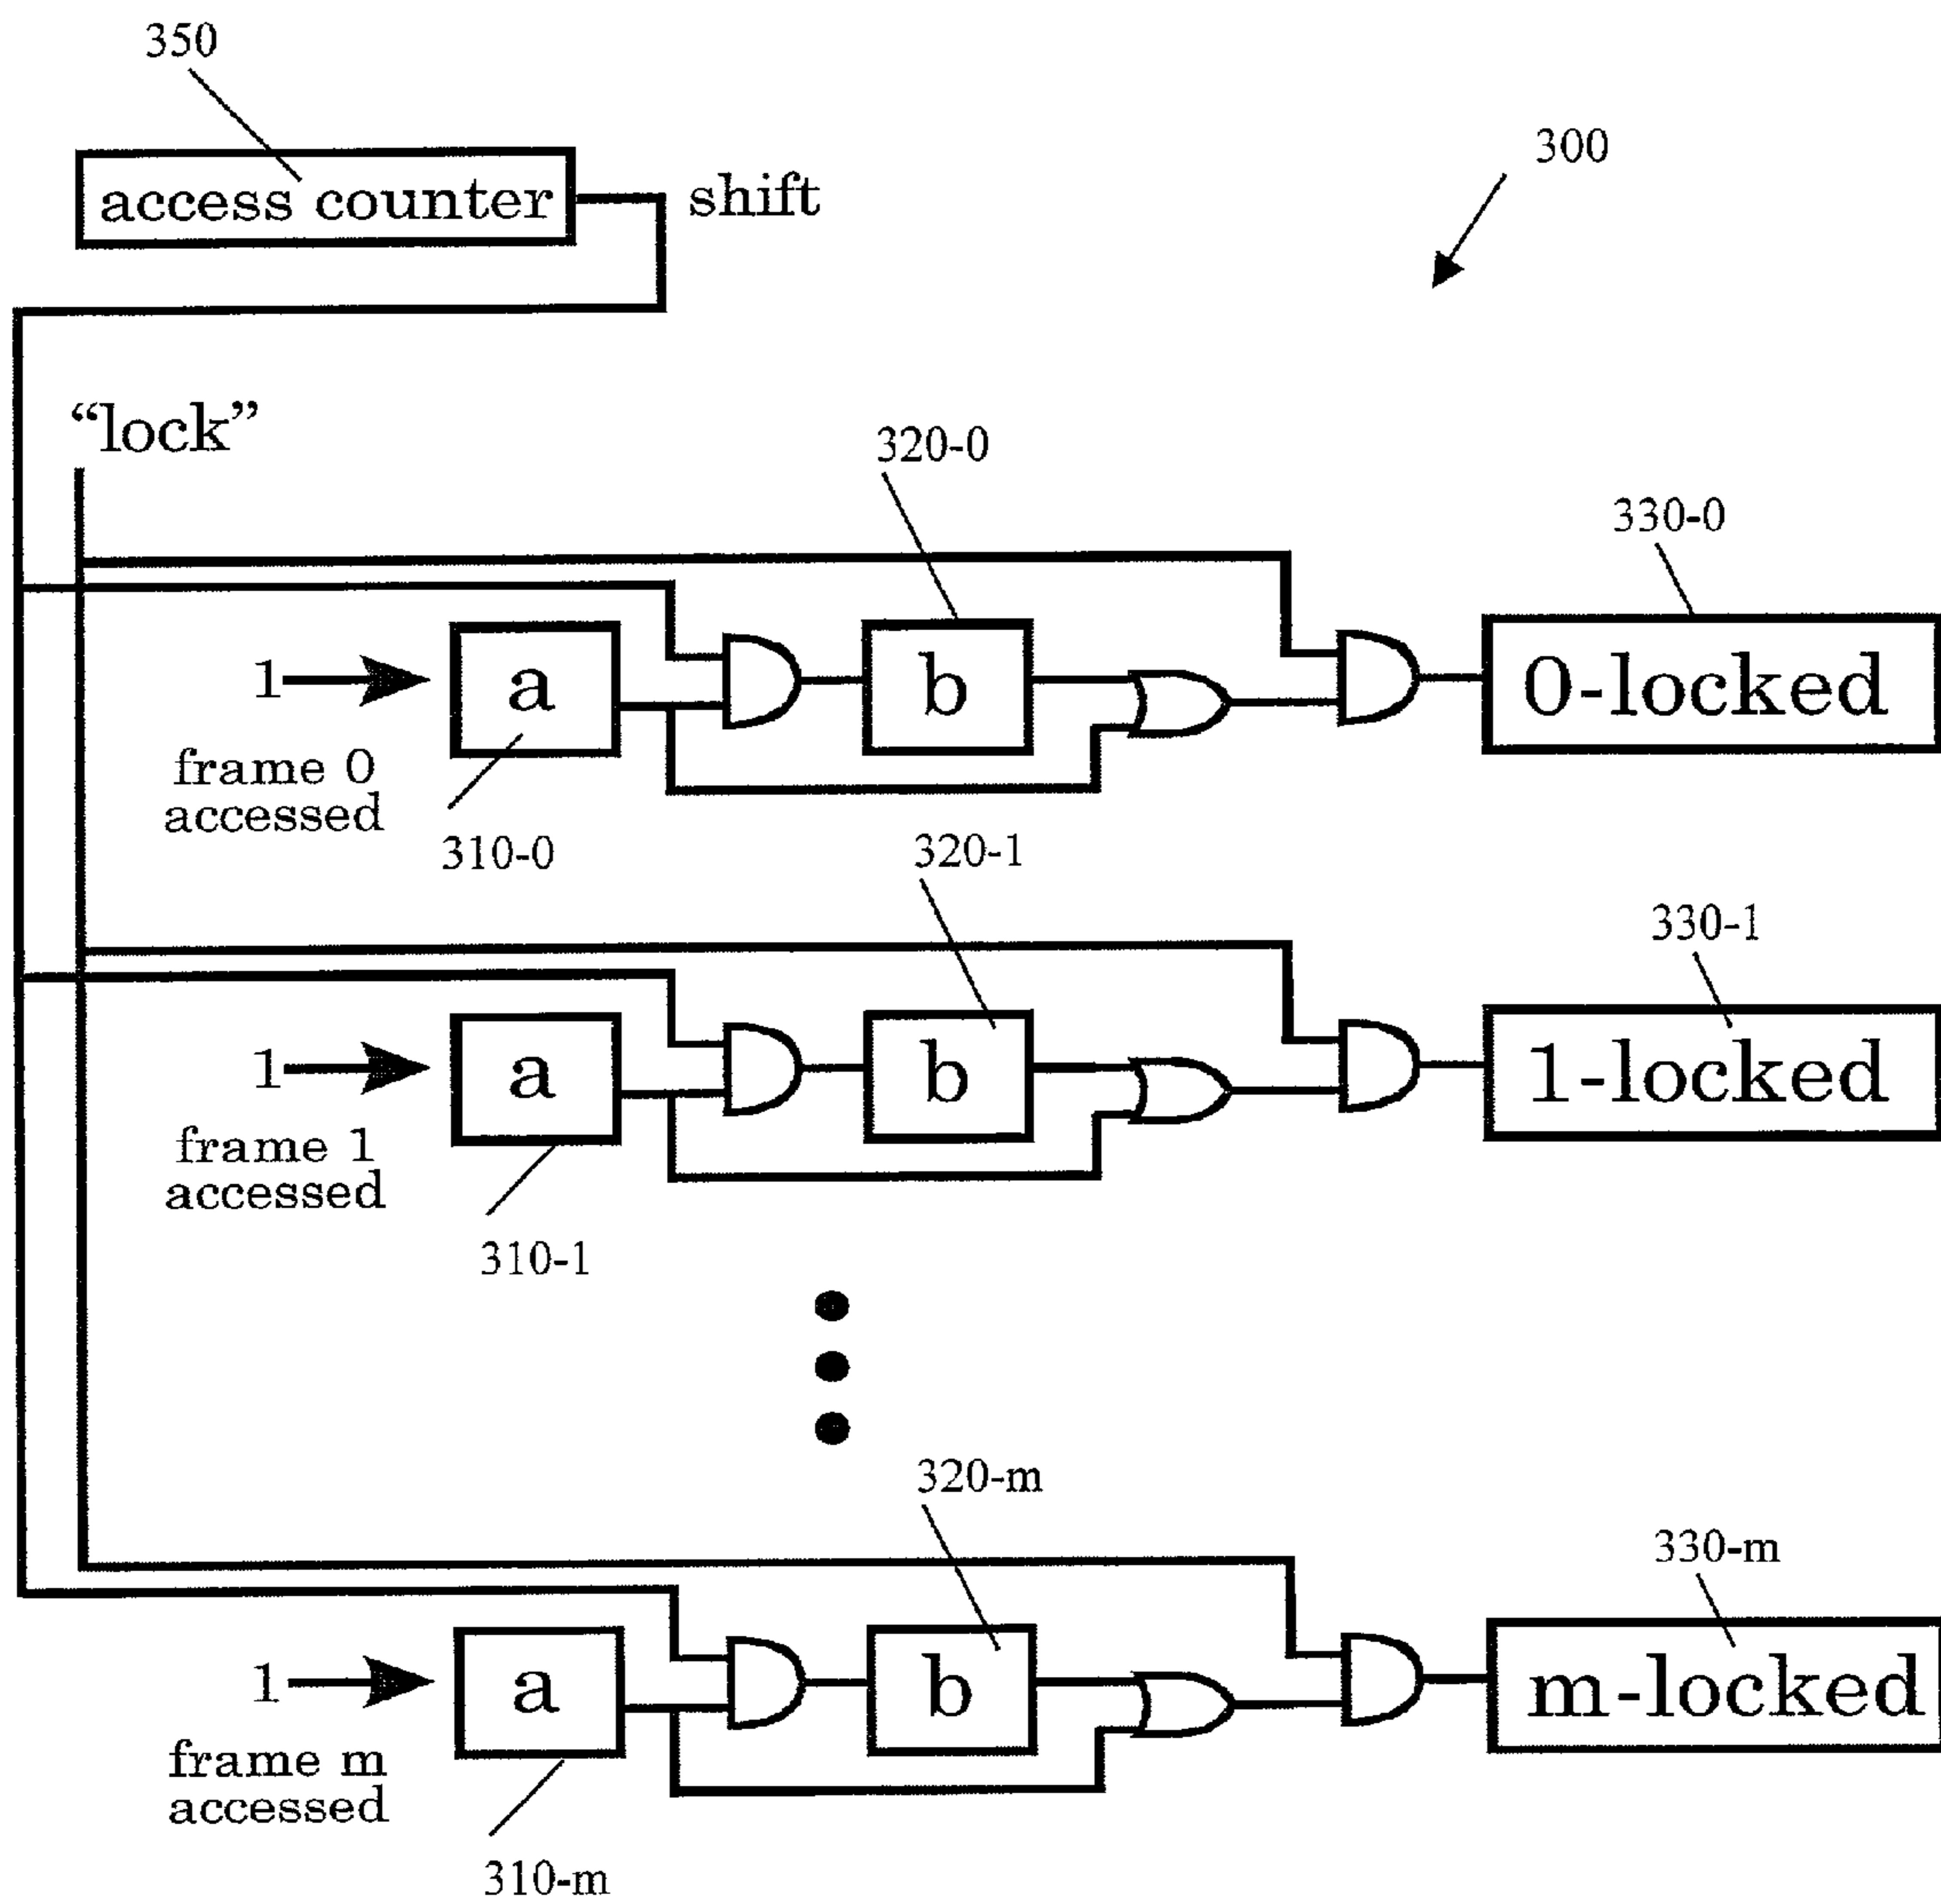 350
access counter
shift
300
“lock”
320-0
330-0
1
a
b
0-locked
frame 0
accessed
310-0
320-1
330-1
1
a
b
1-locked
frame 1
accessed
310-1
320-m
330-m
1
a
b
m-locked
frame m
accessed
310-m